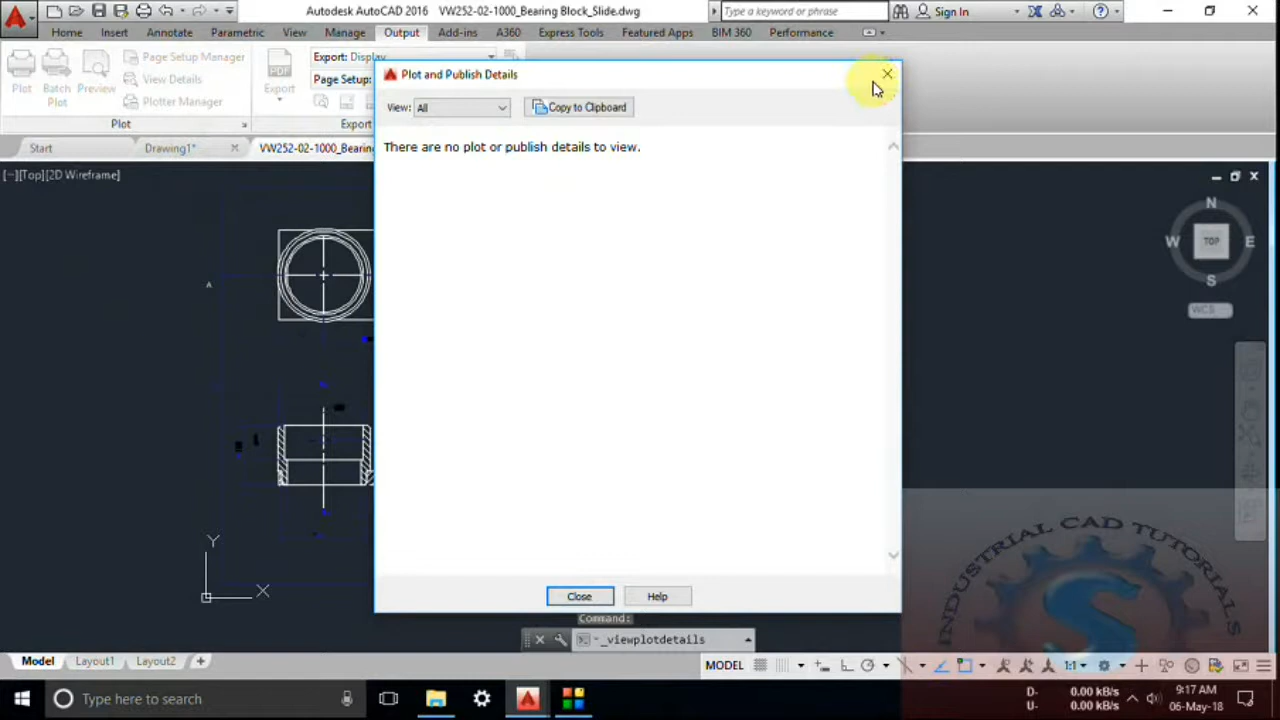 Autodesk AutoCAD 2016 VW252-02-1000_Bearing Block_Slide.dwg
Type a keyword or phrase
Sign In
Home Insert Annotate Parametric View Manage Output Add-ins A360 Express Tools Featured Apps BIM 360 Performance
Plot
Batch Plot
Preview
Page Setup Manager
View Details
Plotter Manager
Export
Export: Display
Page Setup:
Plot
Export
Start
Drawing1*
VW252-02-1000_Bearing
[−][Top][2D Wireframe]
Plot and Publish Details
View: All
Copy to Clipboard
There are no plot or publish details to view.
Close
Help
N
W TOP E
S
WCS
A
Y
X
Command:
-_viewplotdetails
INDUSTRIAL CAD TUTORIALS
Model Layout1 Layout2 +
MODEL
1:1
Type here to search
D- 0.00 kB/s
U- 0.00 kB/s
9:17 AM
06-May-18